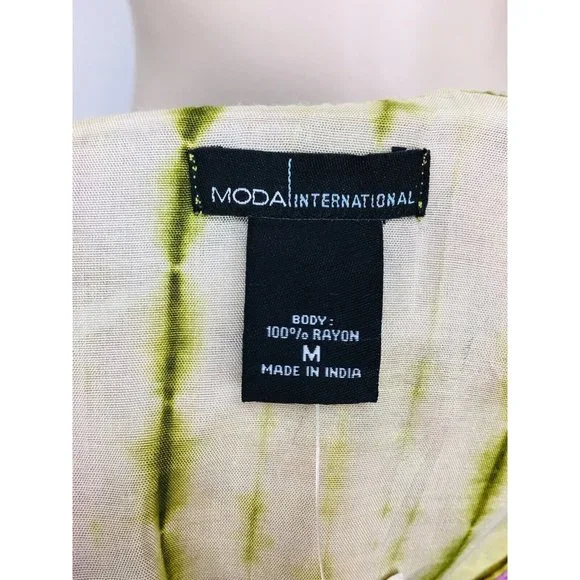 MODA INTERNATIONAL
BODY:
100% RAYON
M
MADE IN INDIA